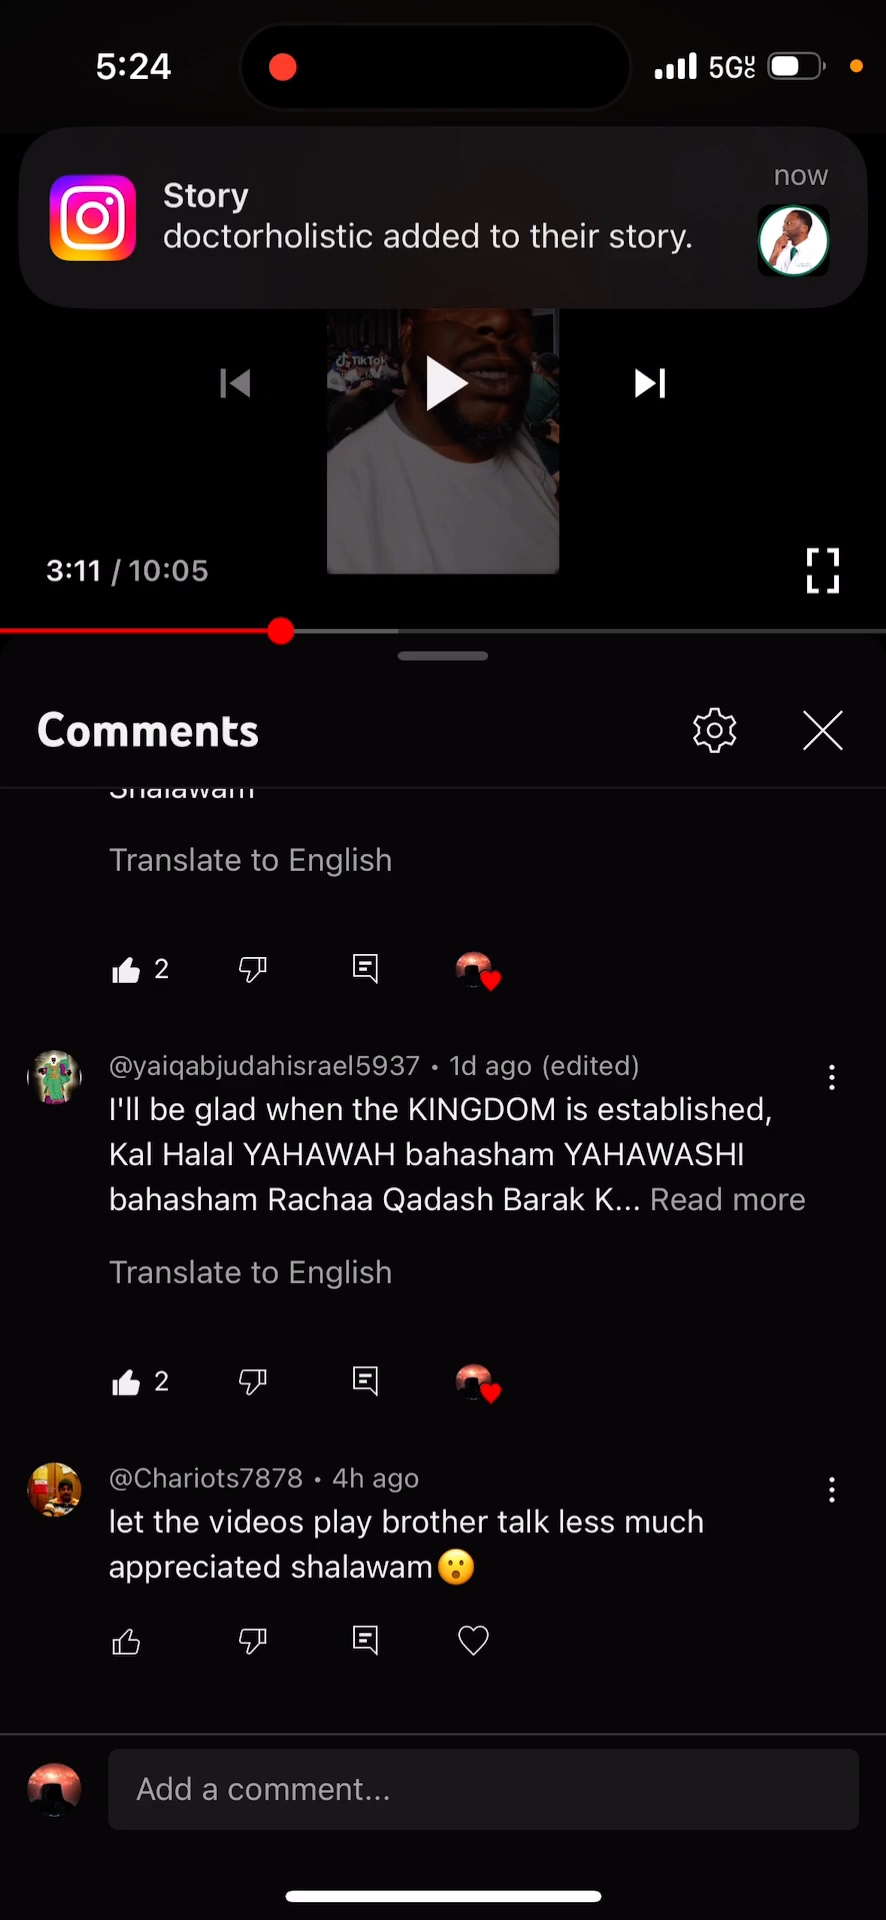 5:24
5G
now
Story
doctorholistic added to their story.
TikTok
3:11 / 10:05
Comments
Shalawam
Translate to English
2
@yaiqabjudahisrael5937 • 1d ago (edited)
I'll be glad when the KINGDOM is established,
Kal Halal YAHAWAH bahasham YAHAWASHI
bahasham Rachaa Qadash Barak K... Read more
Translate to English
2
@Chariots7878 • 4h ago
let the videos play brother talk less much
appreciated shalawam😮
Add a comment...